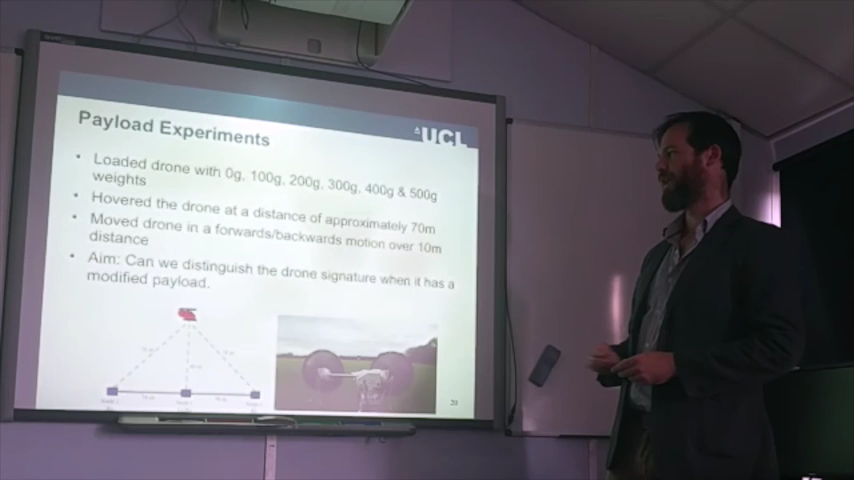 UCL
Payload Experiments
• Loaded drone with 0g, 100g, 200g, 300g, 400g & 500g
weights
• Hovered the drone at a distance of approximately 70m
• Moved drone in a forwards/backwards motion over 10m
distance
• Aim: Can we distinguish the drone signature when it has a
modified payload.